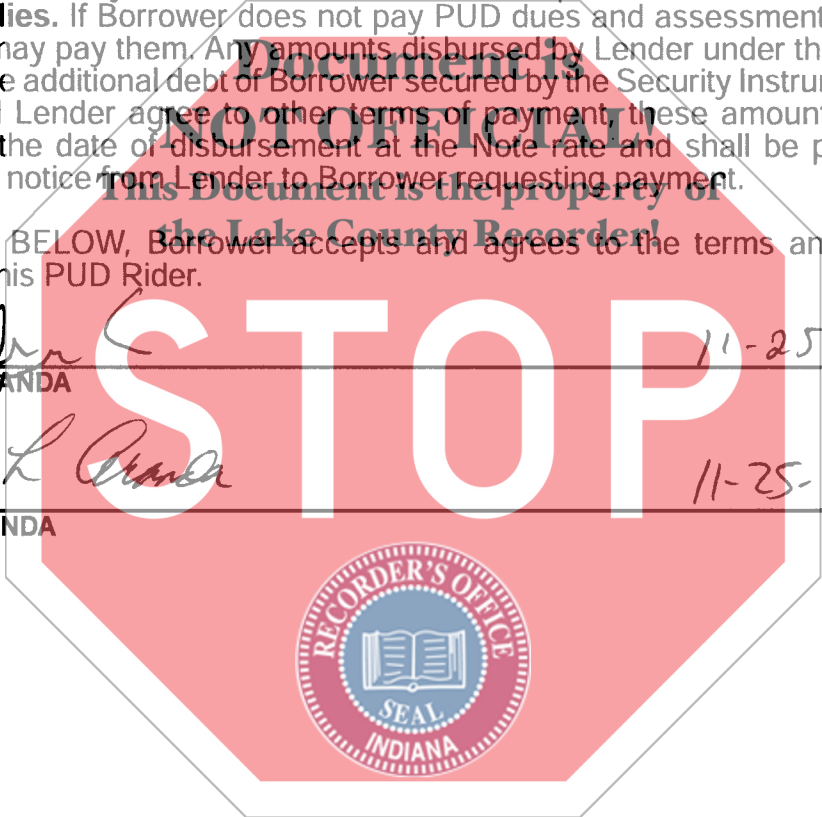 lies. If Borrower does not pay PUD dues and assessment
may pay them. Any amounts disbursed by Lender under th
e additional debt of Borrower secured by the Security Instru
d Lender agree to other terms of payment, these amount
the date of disbursement at the Note rate and shall be p
notice from Lender to Borrower requesting payment.
Document is
NOT OFFICIAL!
This Document is the property of
the Lake County Recorder!
BELOW, Borrower accepts and agrees to the terms an
his PUD Rider.
11-25
ANDA
STOP
L Aranda
11-25-
NDA
RECORDER'S OFFICE
SEAL
INDIANA